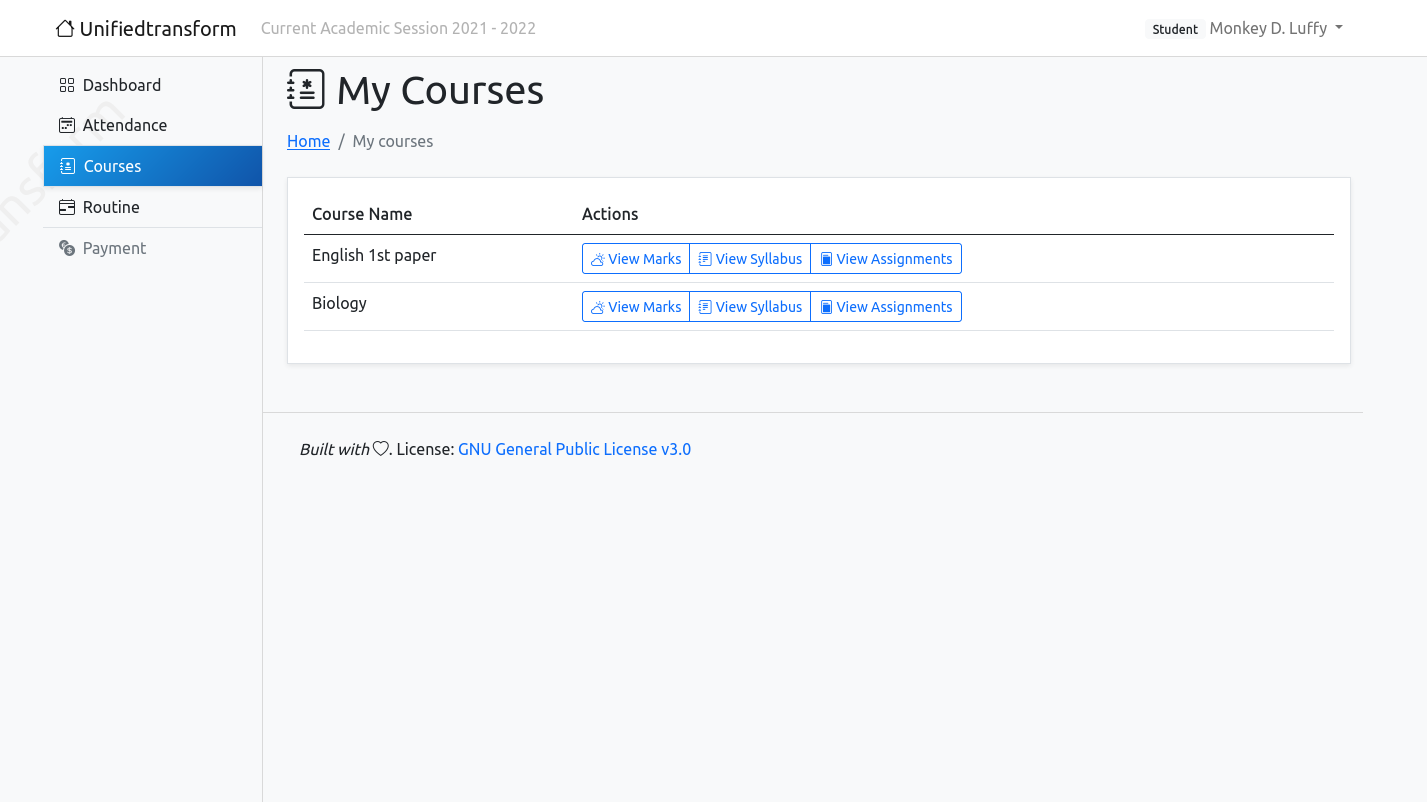 Unifiedtransform Current Academic Session 2021 - 2022 Student Monkey D. Luffy
Dashboard
Attendance
Courses
Routine
Payment
My Courses
Home / My courses
Course Name Actions
English 1st paper View Marks View Syllabus View Assignments
Biology View Marks View Syllabus View Assignments
Built with . License: GNU General Public License v3.0